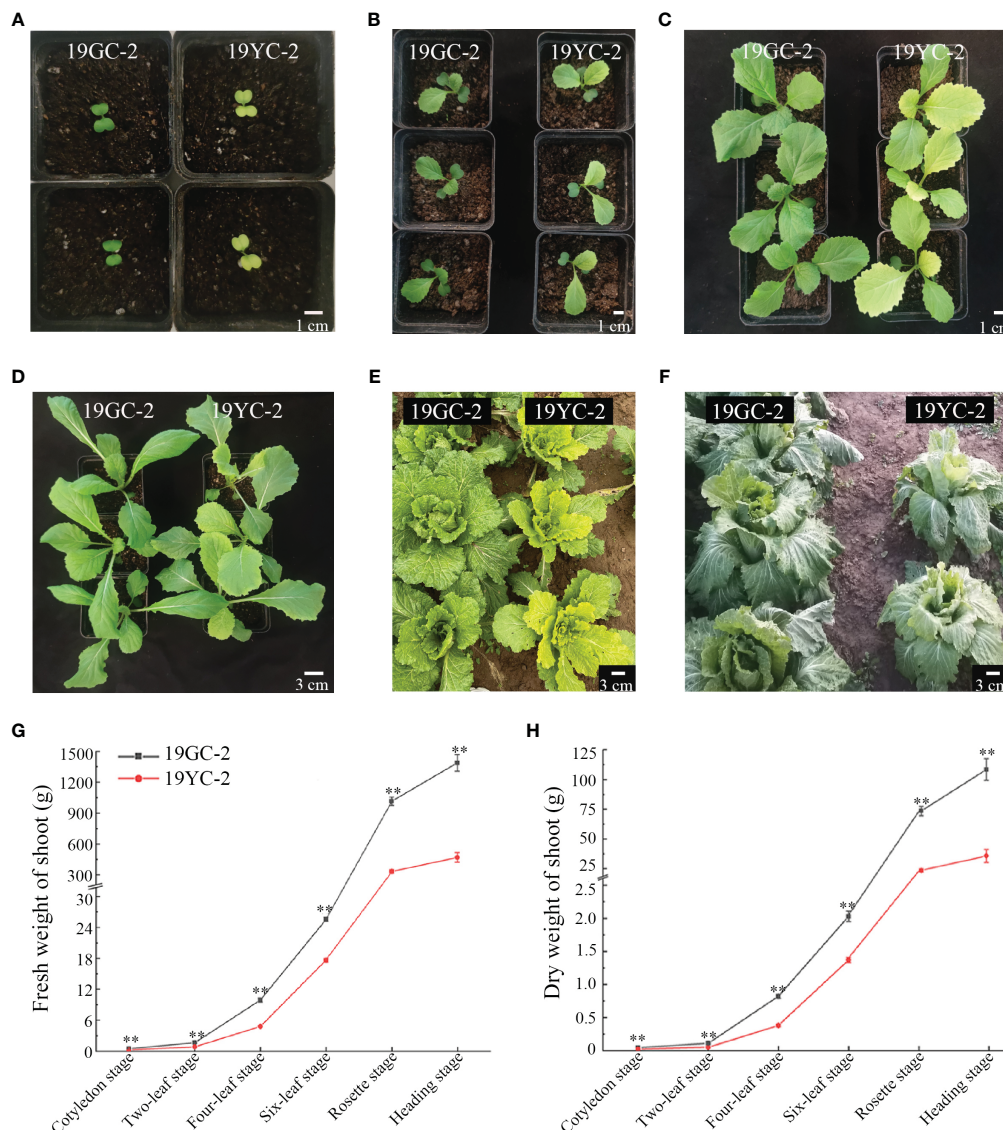 A
19GC-2 19YC-2
1 cm
B
19GC-2 19YC-2
1 cm
C
19GC-2 19YC-2
1 cm
D
19GC-2 19YC-2
3 cm
E
19GC-2 19YC-2
3 cm
F
19GC-2 19YC-2
3 cm
G
19GC-2
19YC-2
Fresh weight of shoot (g)
1500
1200
900
600
300
30
24
18
12
6
0
** ** ** ** ** **
Cotyledon stage
Two-leaf stage
Four-leaf stage
Six-leaf stage
Rosette stage
Heading stage
H
Dry weight of shoot (g)
125
100
75
50
25
2.5
2.0
1.5
1.0
0.5
0
** ** ** ** ** **
Cotyledon stage
Two-leaf stage
Four-leaf stage
Six-leaf stage
Rosette stage
Heading stage